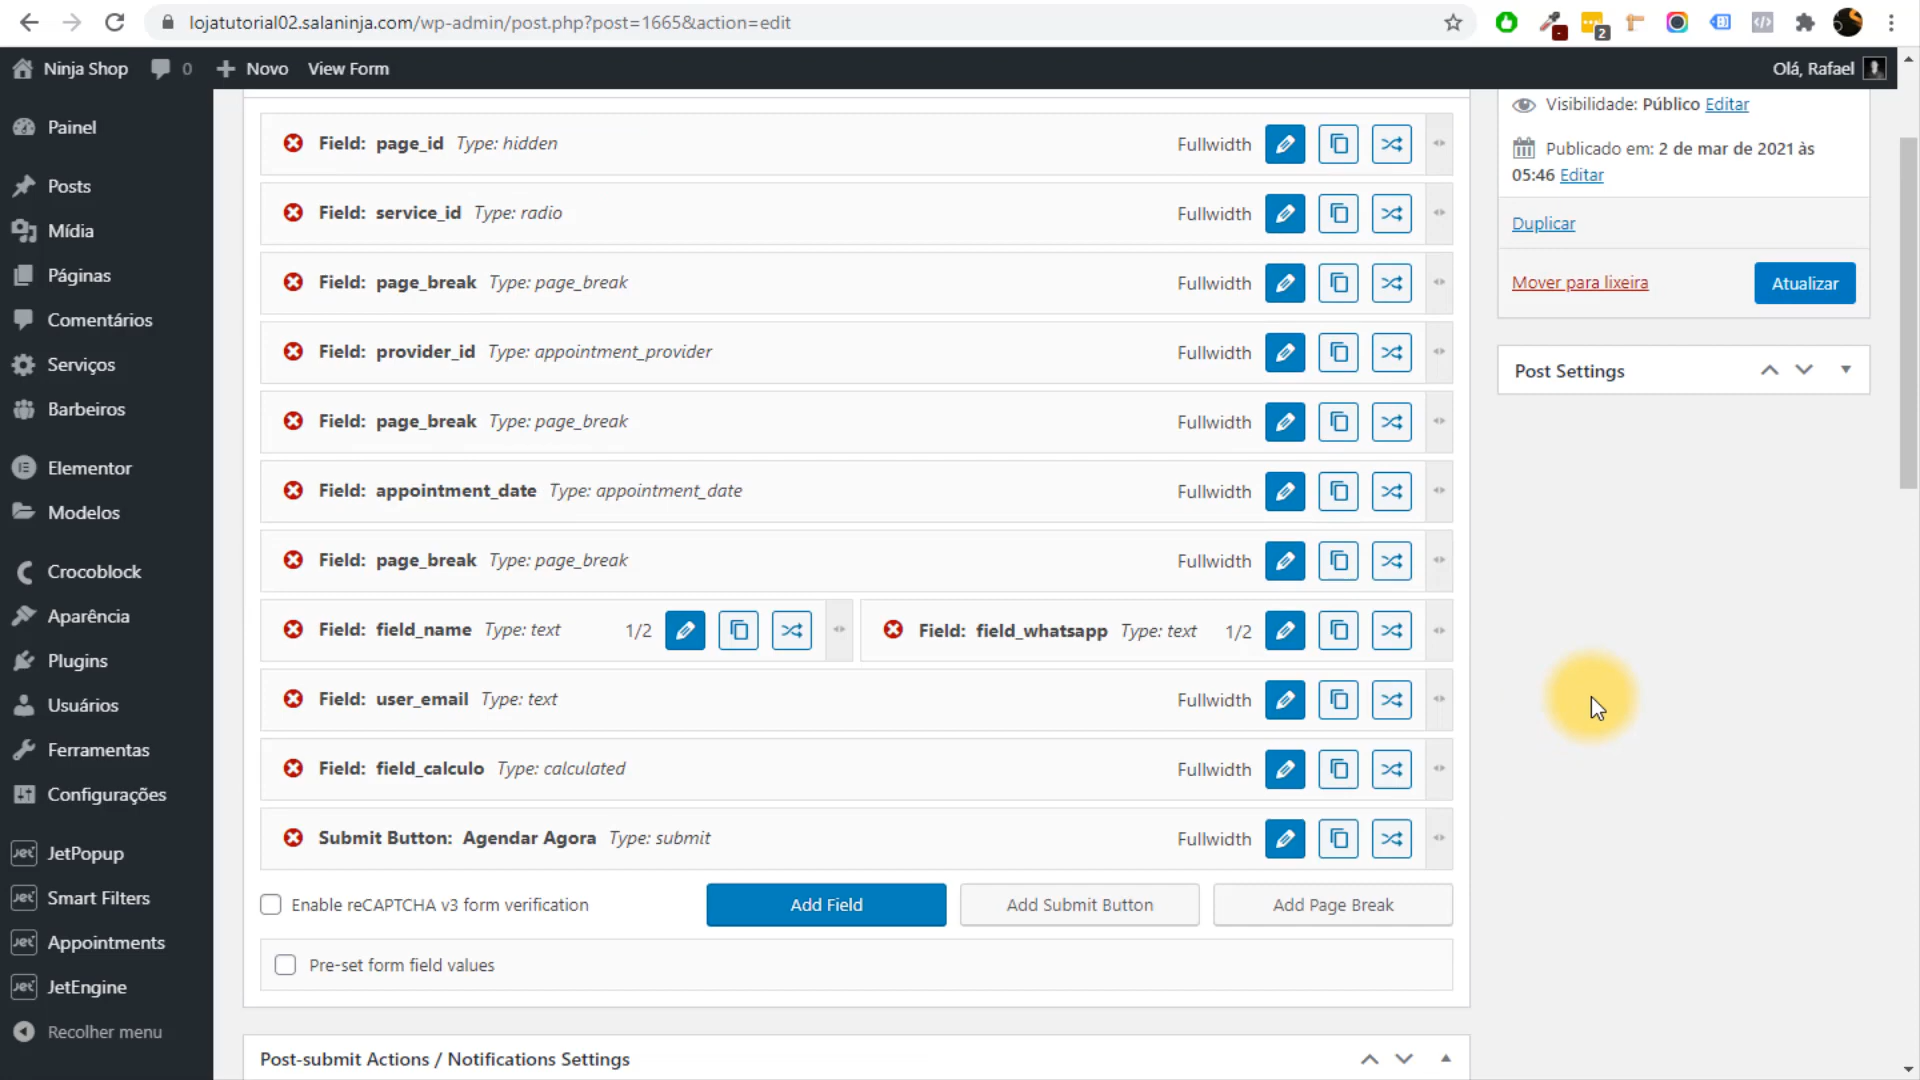 lojatutorial02.salaninja.com/wp-admin/post.php?post=1665&action=edit
2
Ninja Shop 0 Novo View Form Olá, Rafael
Painel
Posts
Mídia
Páginas
Comentários
Serviços
Barbeiros
Elementor
Modelos
Crocoblock
Aparência
Plugins
Usuários
Ferramentas
Configurações
Jet JetPopup
Jet Smart Filters
Jet Appointments
Jet JetEngine
Recolher menu
Field: page_id Type: hidden Fullwidth
Field: service_id Type: radio Fullwidth
Field: page_break Type: page_break Fullwidth
Field: provider_id Type: appointment_provider Fullwidth
Field: page_break Type: page_break Fullwidth
Field: appointment_date Type: appointment_date Fullwidth
Field: page_break Type: page_break Fullwidth
Field: field_name Type: text 1/2
Field: field_whatsapp Type: text 1/2
Field: user_email Type: text Fullwidth
Field: field_calculo Type: calculated Fullwidth
Submit Button: Agendar Agora Type: submit Fullwidth
Enable reCAPTCHA v3 form verification
Add Field
Add Submit Button
Add Page Break
Pre-set form field values
Post-submit Actions / Notifications Settings
Visibilidade: Público Editar
Publicado em: 2 de mar de 2021 às
05:46 Editar
Duplicar
Mover para lixeira
Atualizar
Post Settings